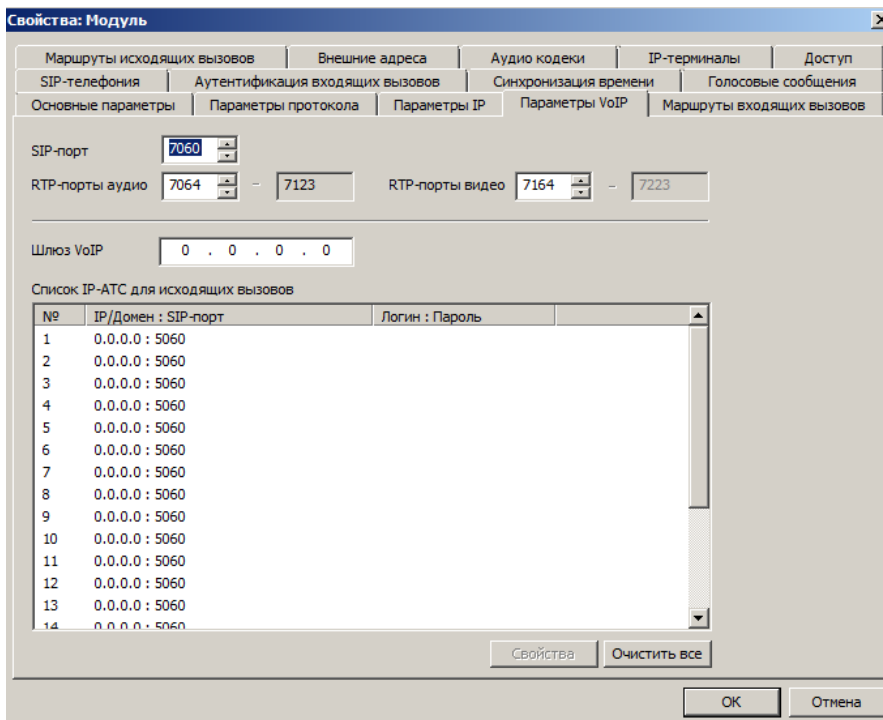 Свойства: Модуль
Маршруты исходящих вызовов Внешние адреса Аудио кодеки IP-терминалы Доступ
SIP-телефония Аутентификация входящих вызовов Синхронизация времени Голосовые сообщения
Основные параметры Параметры протокола Параметры IP Параметры VoIP Маршруты входящих вызовов
SIP-порт 7060
RTP-порты аудио 7064 – 7123 RTP-порты видео 7164 – 7223
Шлюз VoIP 0 . 0 . 0 . 0
Список IP-АТС для исходящих вызовов
№ IP/Домен : SIP-порт Логин : Пароль
1 0.0.0.0 : 5060
2 0.0.0.0 : 5060
3 0.0.0.0 : 5060
4 0.0.0.0 : 5060
5 0.0.0.0 : 5060
6 0.0.0.0 : 5060
7 0.0.0.0 : 5060
8 0.0.0.0 : 5060
9 0.0.0.0 : 5060
10 0.0.0.0 : 5060
11 0.0.0.0 : 5060
12 0.0.0.0 : 5060
13 0.0.0.0 : 5060
14 0.0.0.0 : 5060
Свойства Очистить все
OK Отмена